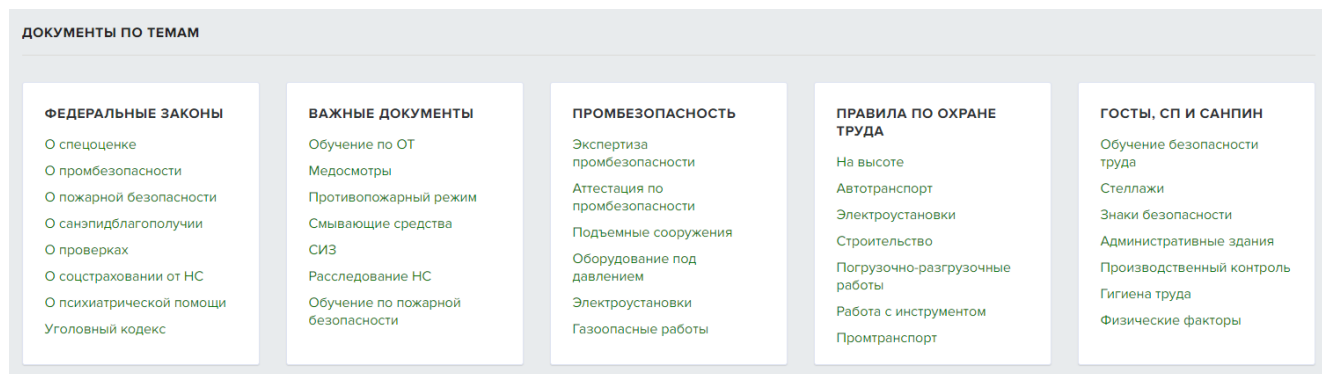 ДОКУМЕНТЫ ПО ТЕМАМ
ФЕДЕРАЛЬНЫЕ ЗАКОНЫ
О спецоценке
О промбезопасности
О пожарной безопасности
О санэпидблагополучии
О проверках
О соцстраховании от НС
О психиатрической помощи
Уголовный кодекс
ВАЖНЫЕ ДОКУМЕНТЫ
Обучение по ОТ
Медосмотры
Противопожарный режим
Смывающие средства
СИЗ
Расследование НС
Обучение по пожарной
безопасности
ПРОМБЕЗОПАСНОСТЬ
Экспертиза
промбезопасности
Аттестация по
промбезопасности
Подъемные сооружения
Оборудование под
давлением
Электроустановки
Газоопасные работы
ПРАВИЛА ПО ОХРАНЕ
ТРУДА
На высоте
Автотранспорт
Электроустановки
Строительство
Погрузочно-разгрузочные
работы
Работа с инструментом
Промтранспорт
ГОСТЫ, СП И САНПИН
Обучение безопасности
труда
Стеллажи
Знаки безопасности
Административные здания
Производственный контроль
Гигиена труда
Физические факторы